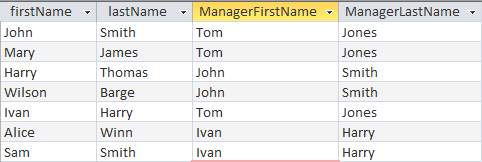 firstName lastName ManagerFirstName ManagerLastName
John Smith Tom Jones
Mary James Tom Jones
Harry Thomas John Smith
Wilson Barge John Smith
Ivan Harry Tom Jones
Alice Winn Ivan Harry
Sam Smith Ivan Harry